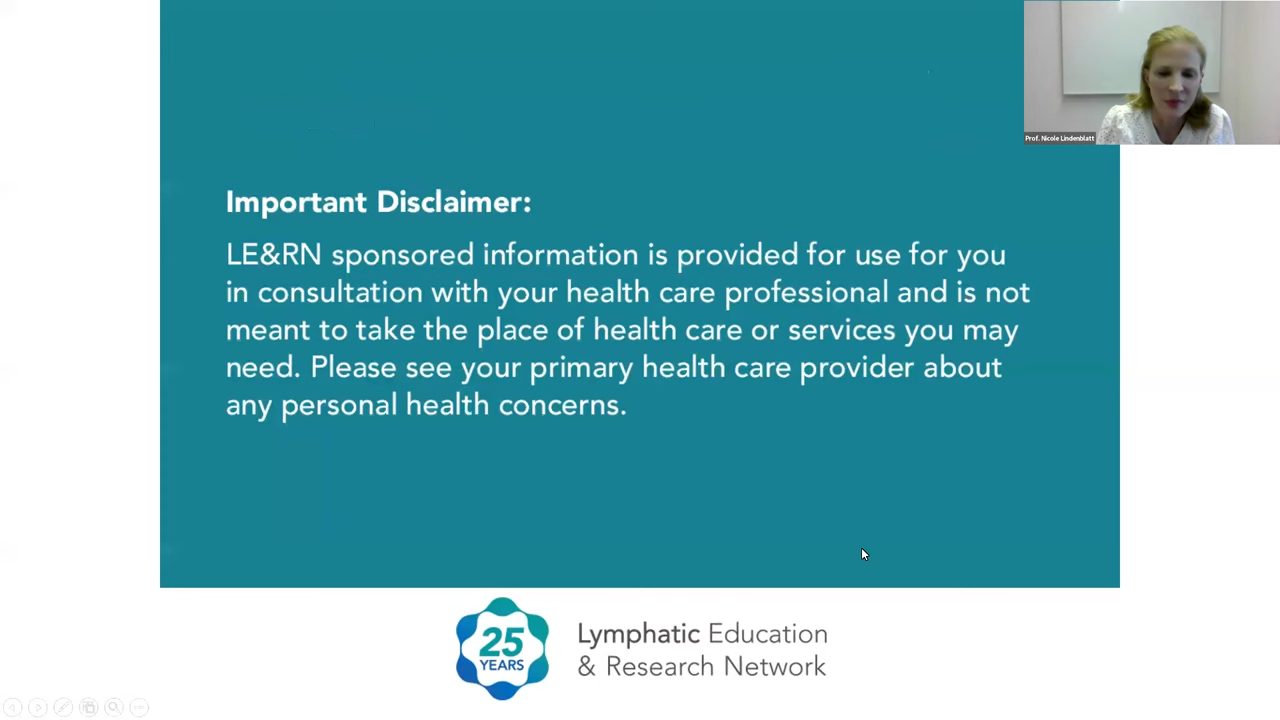 Prof. Nicole Lindenblatt
Important Disclaimer:
LE&RN sponsored information is provided for use for you
in consultation with your health care professional and is not
meant to take the place of health care or services you may
need. Please see your primary health care provider about
any personal health concerns.
25
YEARS
Lymphatic Education
& Research Network